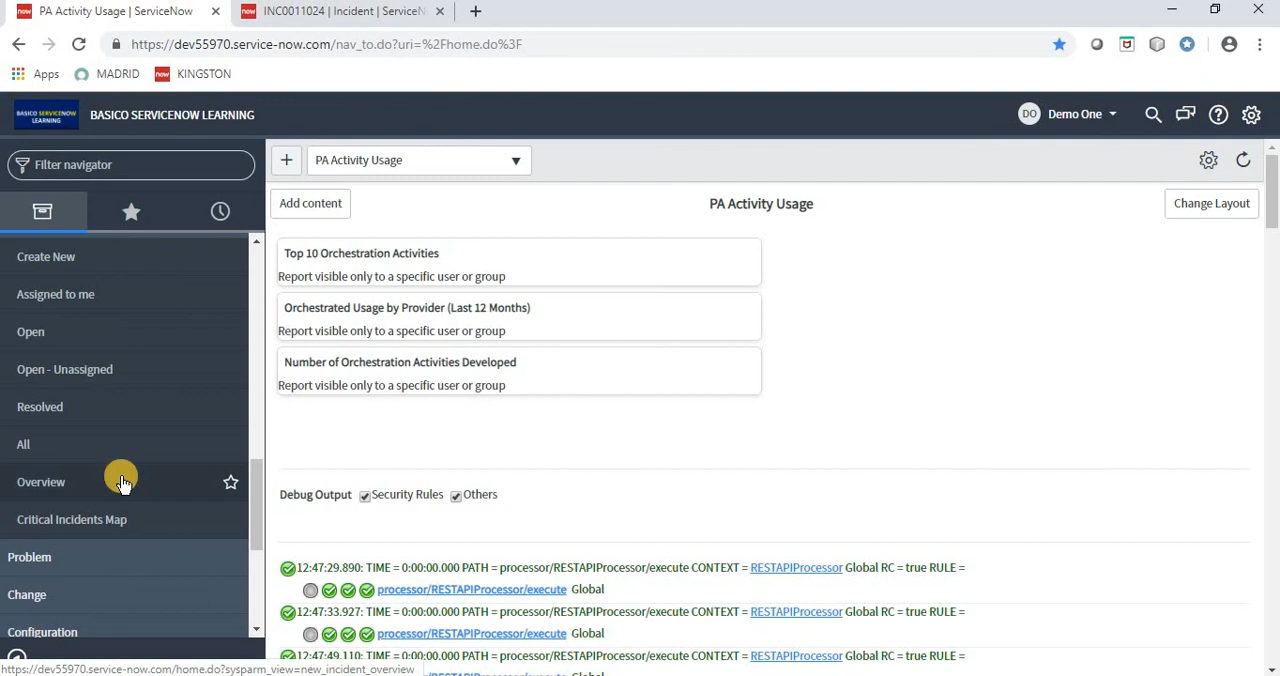 PA Activity Usage | ServiceNow
INC0011024 | Incident | ServiceN
https://dev55970.service-now.com/nav_to.do?uri=%2Fhome.do%3F
Apps MADRID now KINGSTON
BASICO SERVICENOW LEARNING
BASICO SERVICENOW LEARNING
DO Demo One
Filter navigator
PA Activity Usage
Add content
PA Activity Usage
Change Layout
Create New
Assigned to me
Open
Open - Unassigned
Resolved
All
Overview
Critical Incidents Map
Problem
Change
Configuration
Top 10 Orchestration Activities
Report visible only to a specific user or group
Orchestrated Usage by Provider (Last 12 Months)
Report visible only to a specific user or group
Number of Orchestration Activities Developed
Report visible only to a specific user or group
Debug Output Security Rules Others
12:47:29.890: TIME = 0:00:00.000 PATH = processor/RESTAPIProcessor/execute CONTEXT = RESTAPIProcessor Global RC = true RULE =
processor/RESTAPIProcessor/execute Global
12:47:33.927: TIME = 0:00:00.000 PATH = processor/RESTAPIProcessor/execute CONTEXT = RESTAPIProcessor Global RC = true RULE =
processor/RESTAPIProcessor/execute Global
12:47:49.110: TIME = 0:00:00.000 PATH = processor/RESTAPIProcessor/execute CONTEXT = RESTAPIProcessor Global RC = true RULE =
https://dev55970.service-now.com/home.do?sysparm_view=new_incident_overview